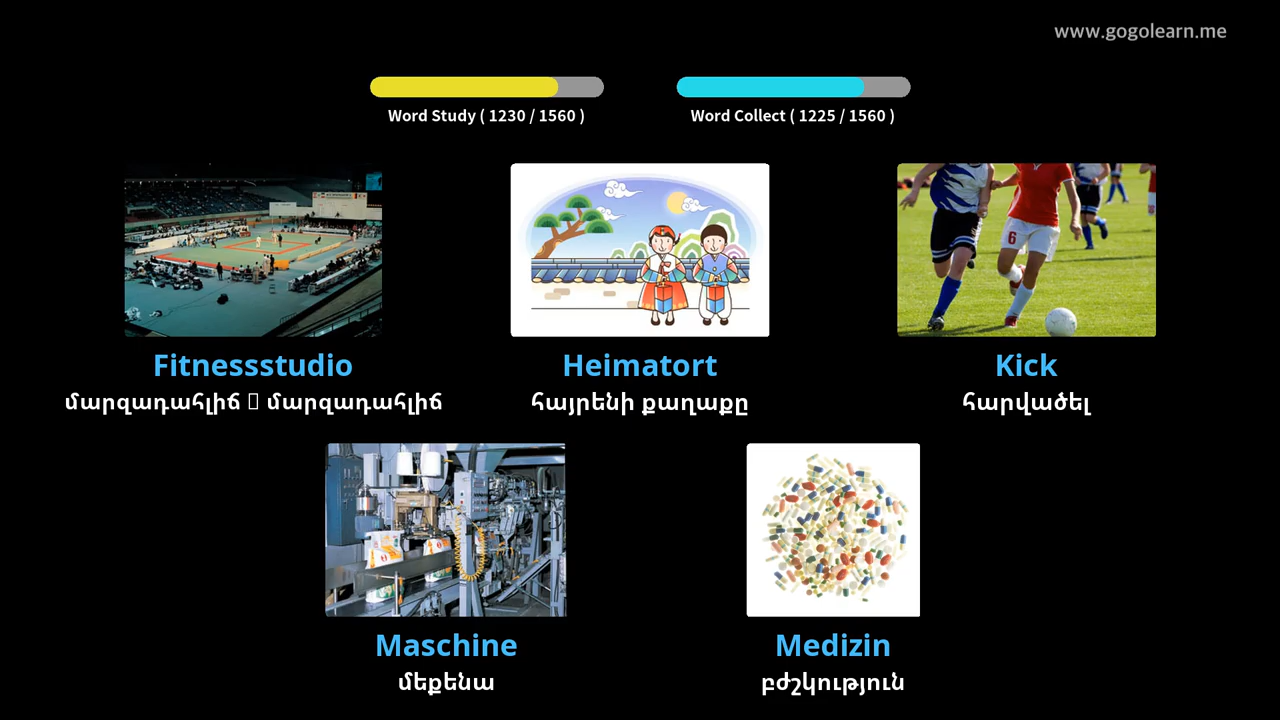 www.gogolearn.me
Word Study ( 1230 / 1560 )
Word Collect ( 1225 / 1560 )
6
Fitnessstudio
Heimatort
Kick
մարզադահլիճ ▯ մարզադահլիճ
հայրենի քաղաքը
հարվածել
Maschine
Medizin
մեքենա
բժշկություն